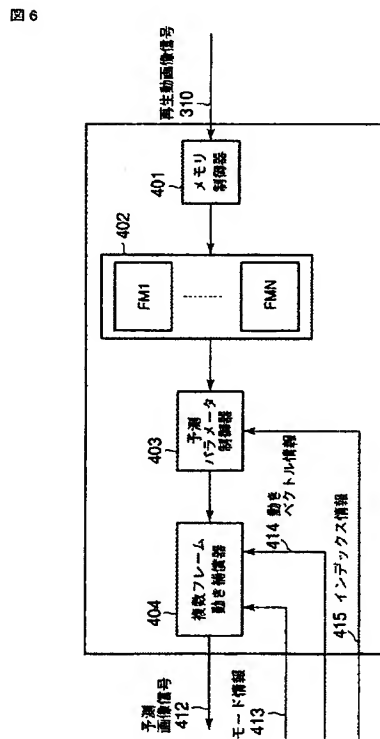 図6
再生動画像信号
310
401
メモリ
制御器
402
FM1
FMN
403
予測
パラメータ
制御器
404
複数フレーム
動き補償器
414 動き
ベクトル情報
415 インデックス情報
予測
画像信号
412
モード情報
413